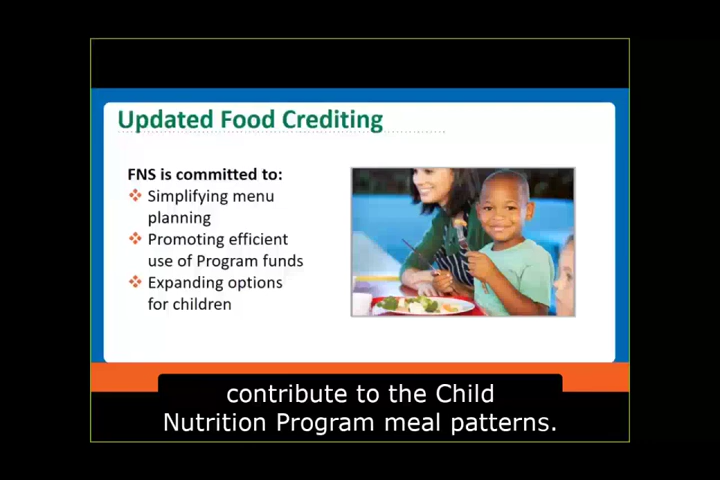 Updated Food Crediting
FNS is committed to:
❖ Simplifying menu
planning
❖ Promoting efficient
use of Program funds
❖ Expanding options
for children
contribute to the Child
Nutrition Program meal patterns.